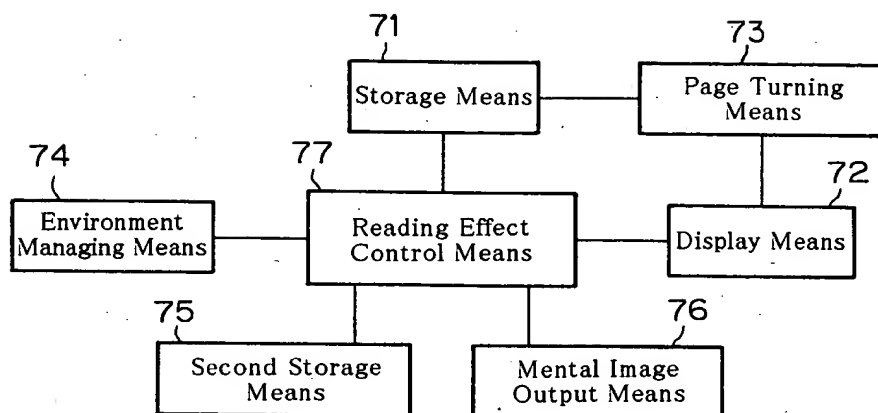 71
Storage Means
73
Page Turning
Means
74
Environment
Managing Means
77
Reading Effect
Control Means
72
Display Means
75
Second Storage
Means
76
Mental Image
Output Means